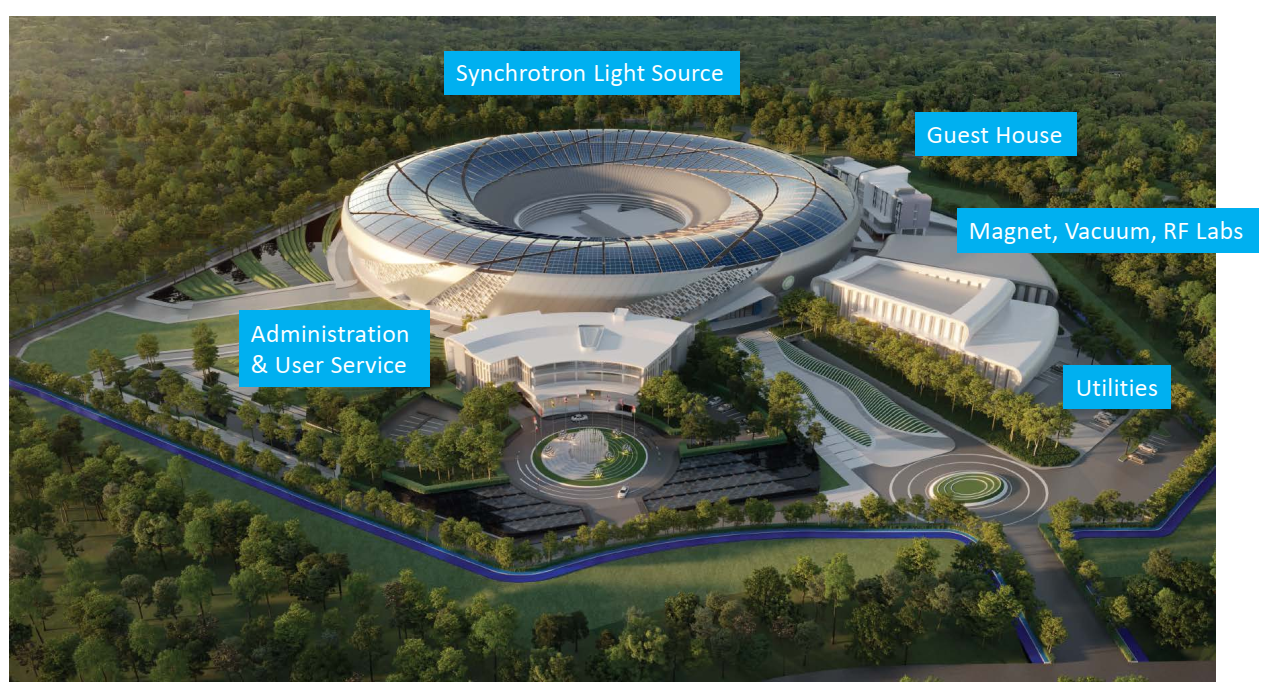 Synchrotron Light Source
Guest House
Magnet, Vacuum, RF Labs
Administration
& User Service
Utilities